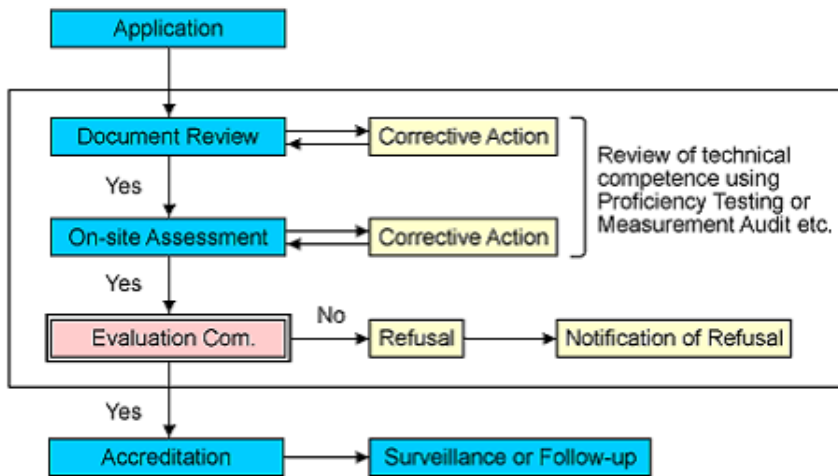 Application
Document Review
Corrective Action
Review of technical
competence using
Proficiency Testing or
Measurement Audit etc.
Yes
On-site Assessment
Corrective Action
Yes
Evaluation Com.
No
Refusal
Notification of Refusal
Yes
Accreditation
Surveillance or Follow-up